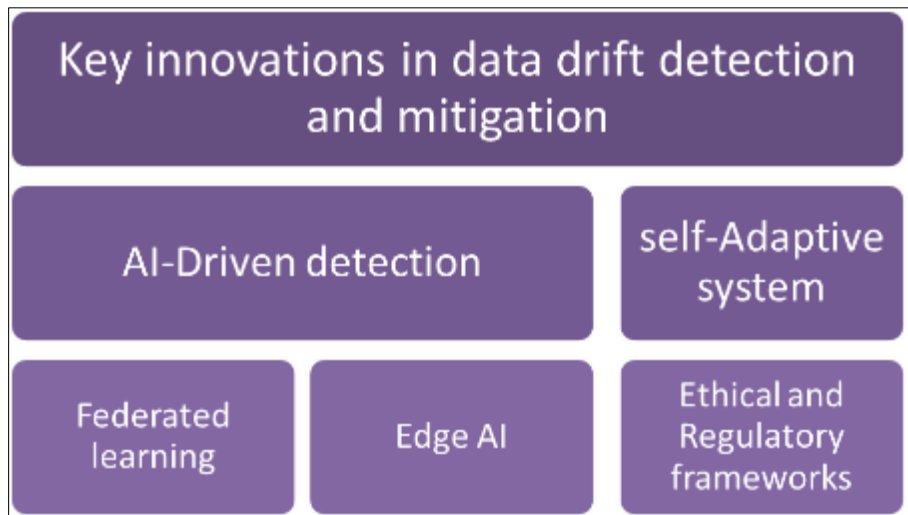 Key innovations in data drift detection
and mitigation
AI-Driven detection
self-Adaptive
system
Federated
learning
Edge AI
Ethical and
Regulatory
frameworks